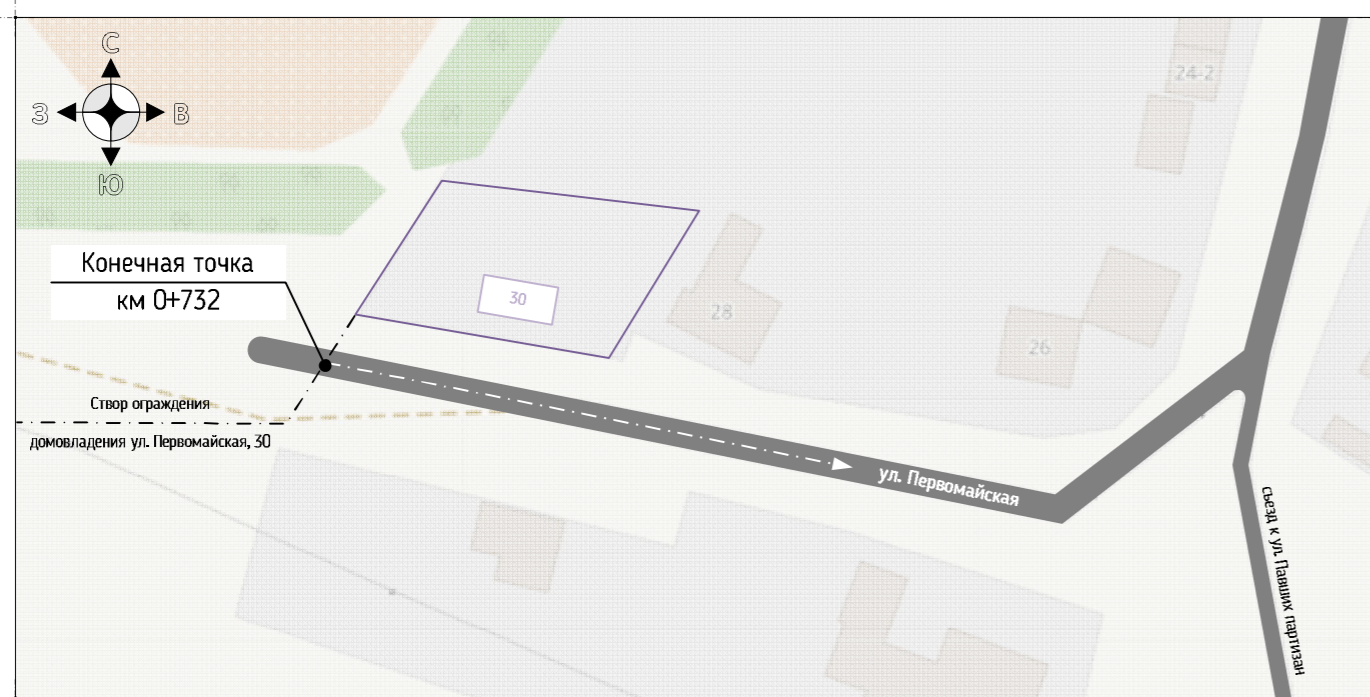 С
З
В
Ю
24-2
Конечная точка
км 0+732
30
28
26
Створ ограждения
домовладения ул. Первомайская, 30
ул. Первомайская
съезд к ул. Павших партизан